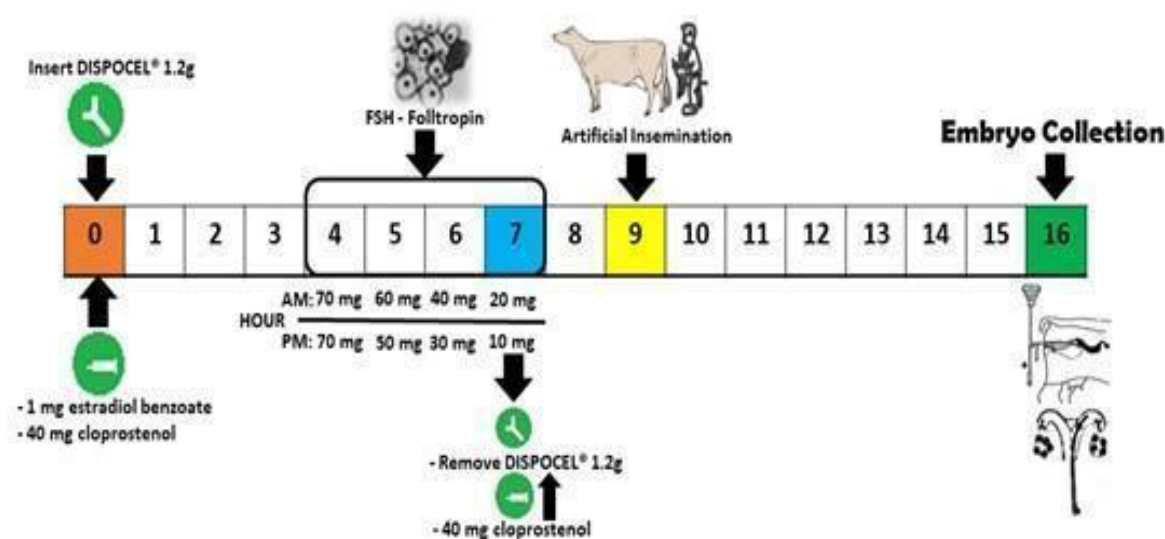 Insert DISPOCEL® 1.2g
FSH - Folltropin
Artificial Insemination
Embryo Collection
0 1 2 3 4 5 6 7 8 9 10 11 12 13 14 15 16
AM: 70 mg 60 mg 40 mg 20 mg
HOUR
PM: 70 mg 50 mg 30 mg 10 mg
- 1 mg estradiol benzoate
- 40 mg cloprostenol
- Remove DISPOCEL® 1.2g
- 40 mg cloprostenol